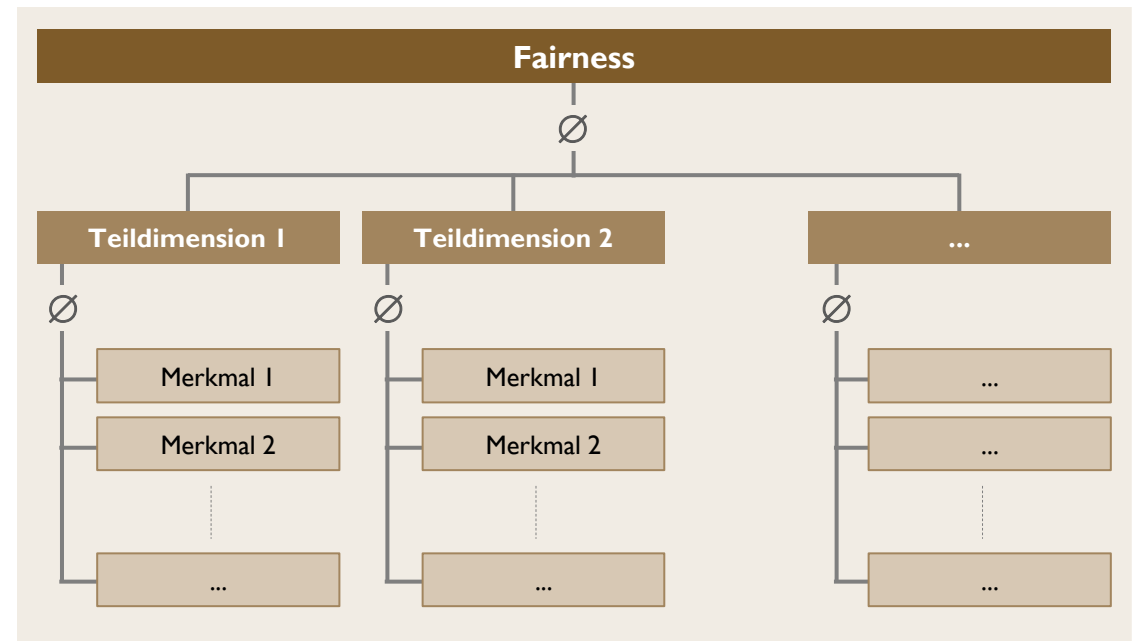 Fairness
∅
Teildimension 1
Teildimension 2
...
∅
∅
∅
Merkmal 1
Merkmal 1
...
Merkmal 2
Merkmal 2
...
...
...
...